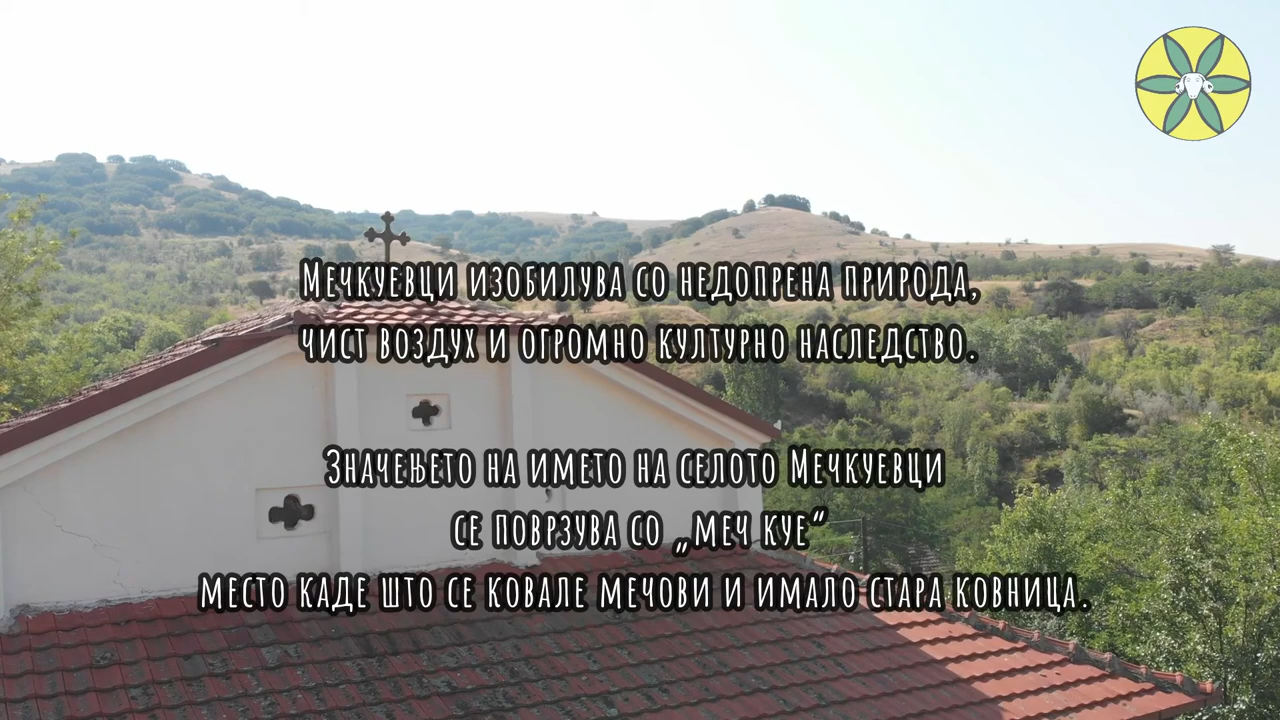 Мечкуевци изобилува со недопрена природа,
чист воздух и огромно културно наследство.
Значењето на името на селото Мечкуевци
се поврзува со „меч кује“
место каде што се ковале мечови и имало стара ковница.